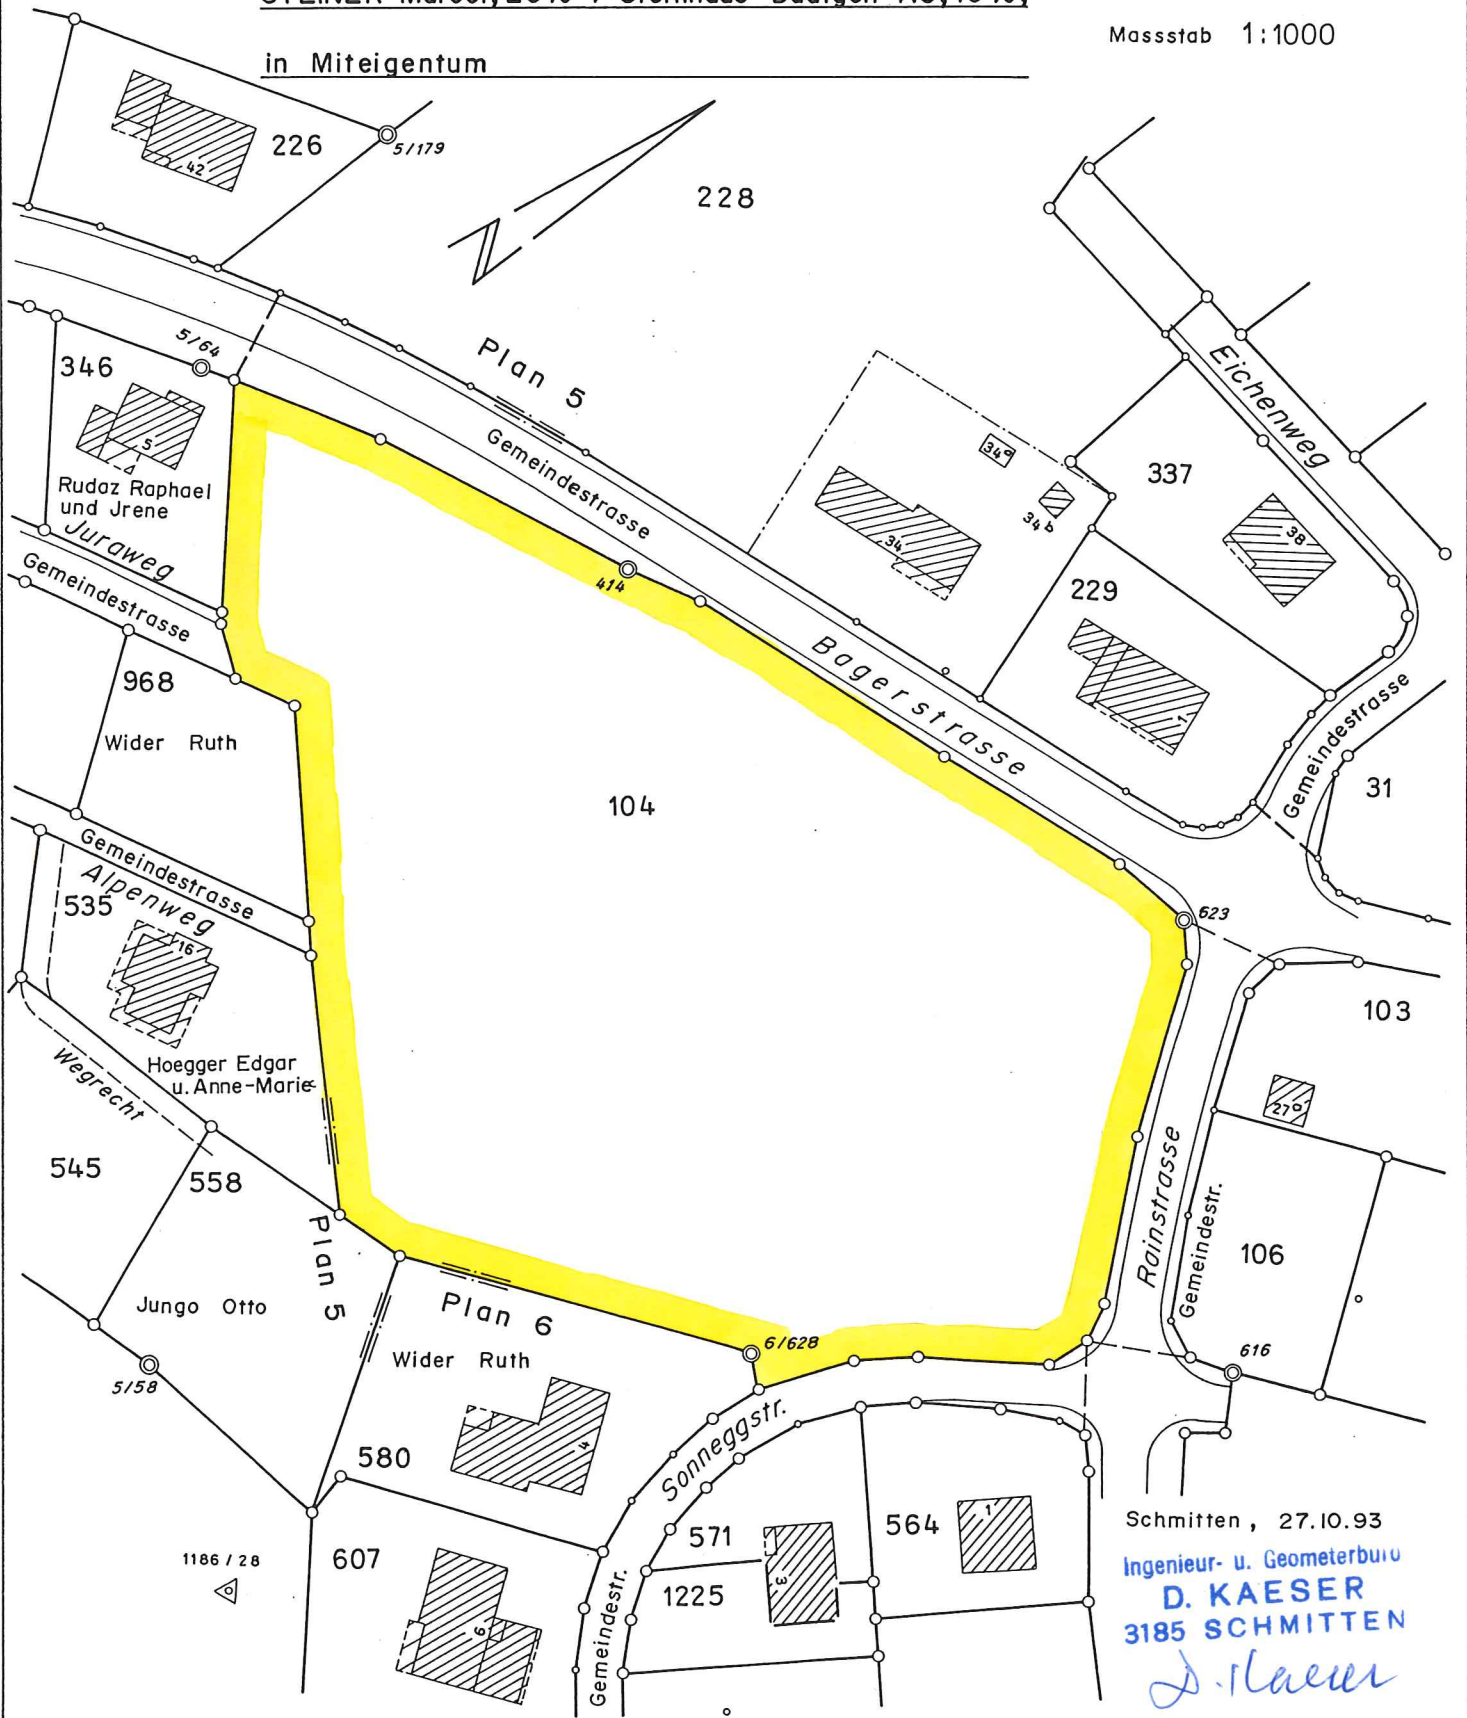 in Miteigentum
Massstab 1:1000
226
42
5/179
228
Plan 5
5/64
346
5
Rudaz Raphael
und Jrene
Juraweg
Gemeindestrasse
Gemeindestrasse
414
34
34a
34b
337
Eichenweg
38
229
1
Bagerstrasse
Gemeindestrasse
31
968
Wider Ruth
104
Gemeindestrasse
Alpenweg
535
16
623
103
Hoegger Edgar
u. Anne-Marie
Wegrecht
27a
545
558
Rainstrasse
Gemeindestr.
106
Plan 5
Jungo Otto
Plan 6
Wider Ruth
6/628
616
5/58
4
580
Sonneggstr.
571
564
1
Schmitten, 27.10.93
Ingenieur- u. Geometerburo
D. KAESER
3185 SCHMITTEN
D. Kaeser
1186/28
607
6
Gemeindestr.
1225
3